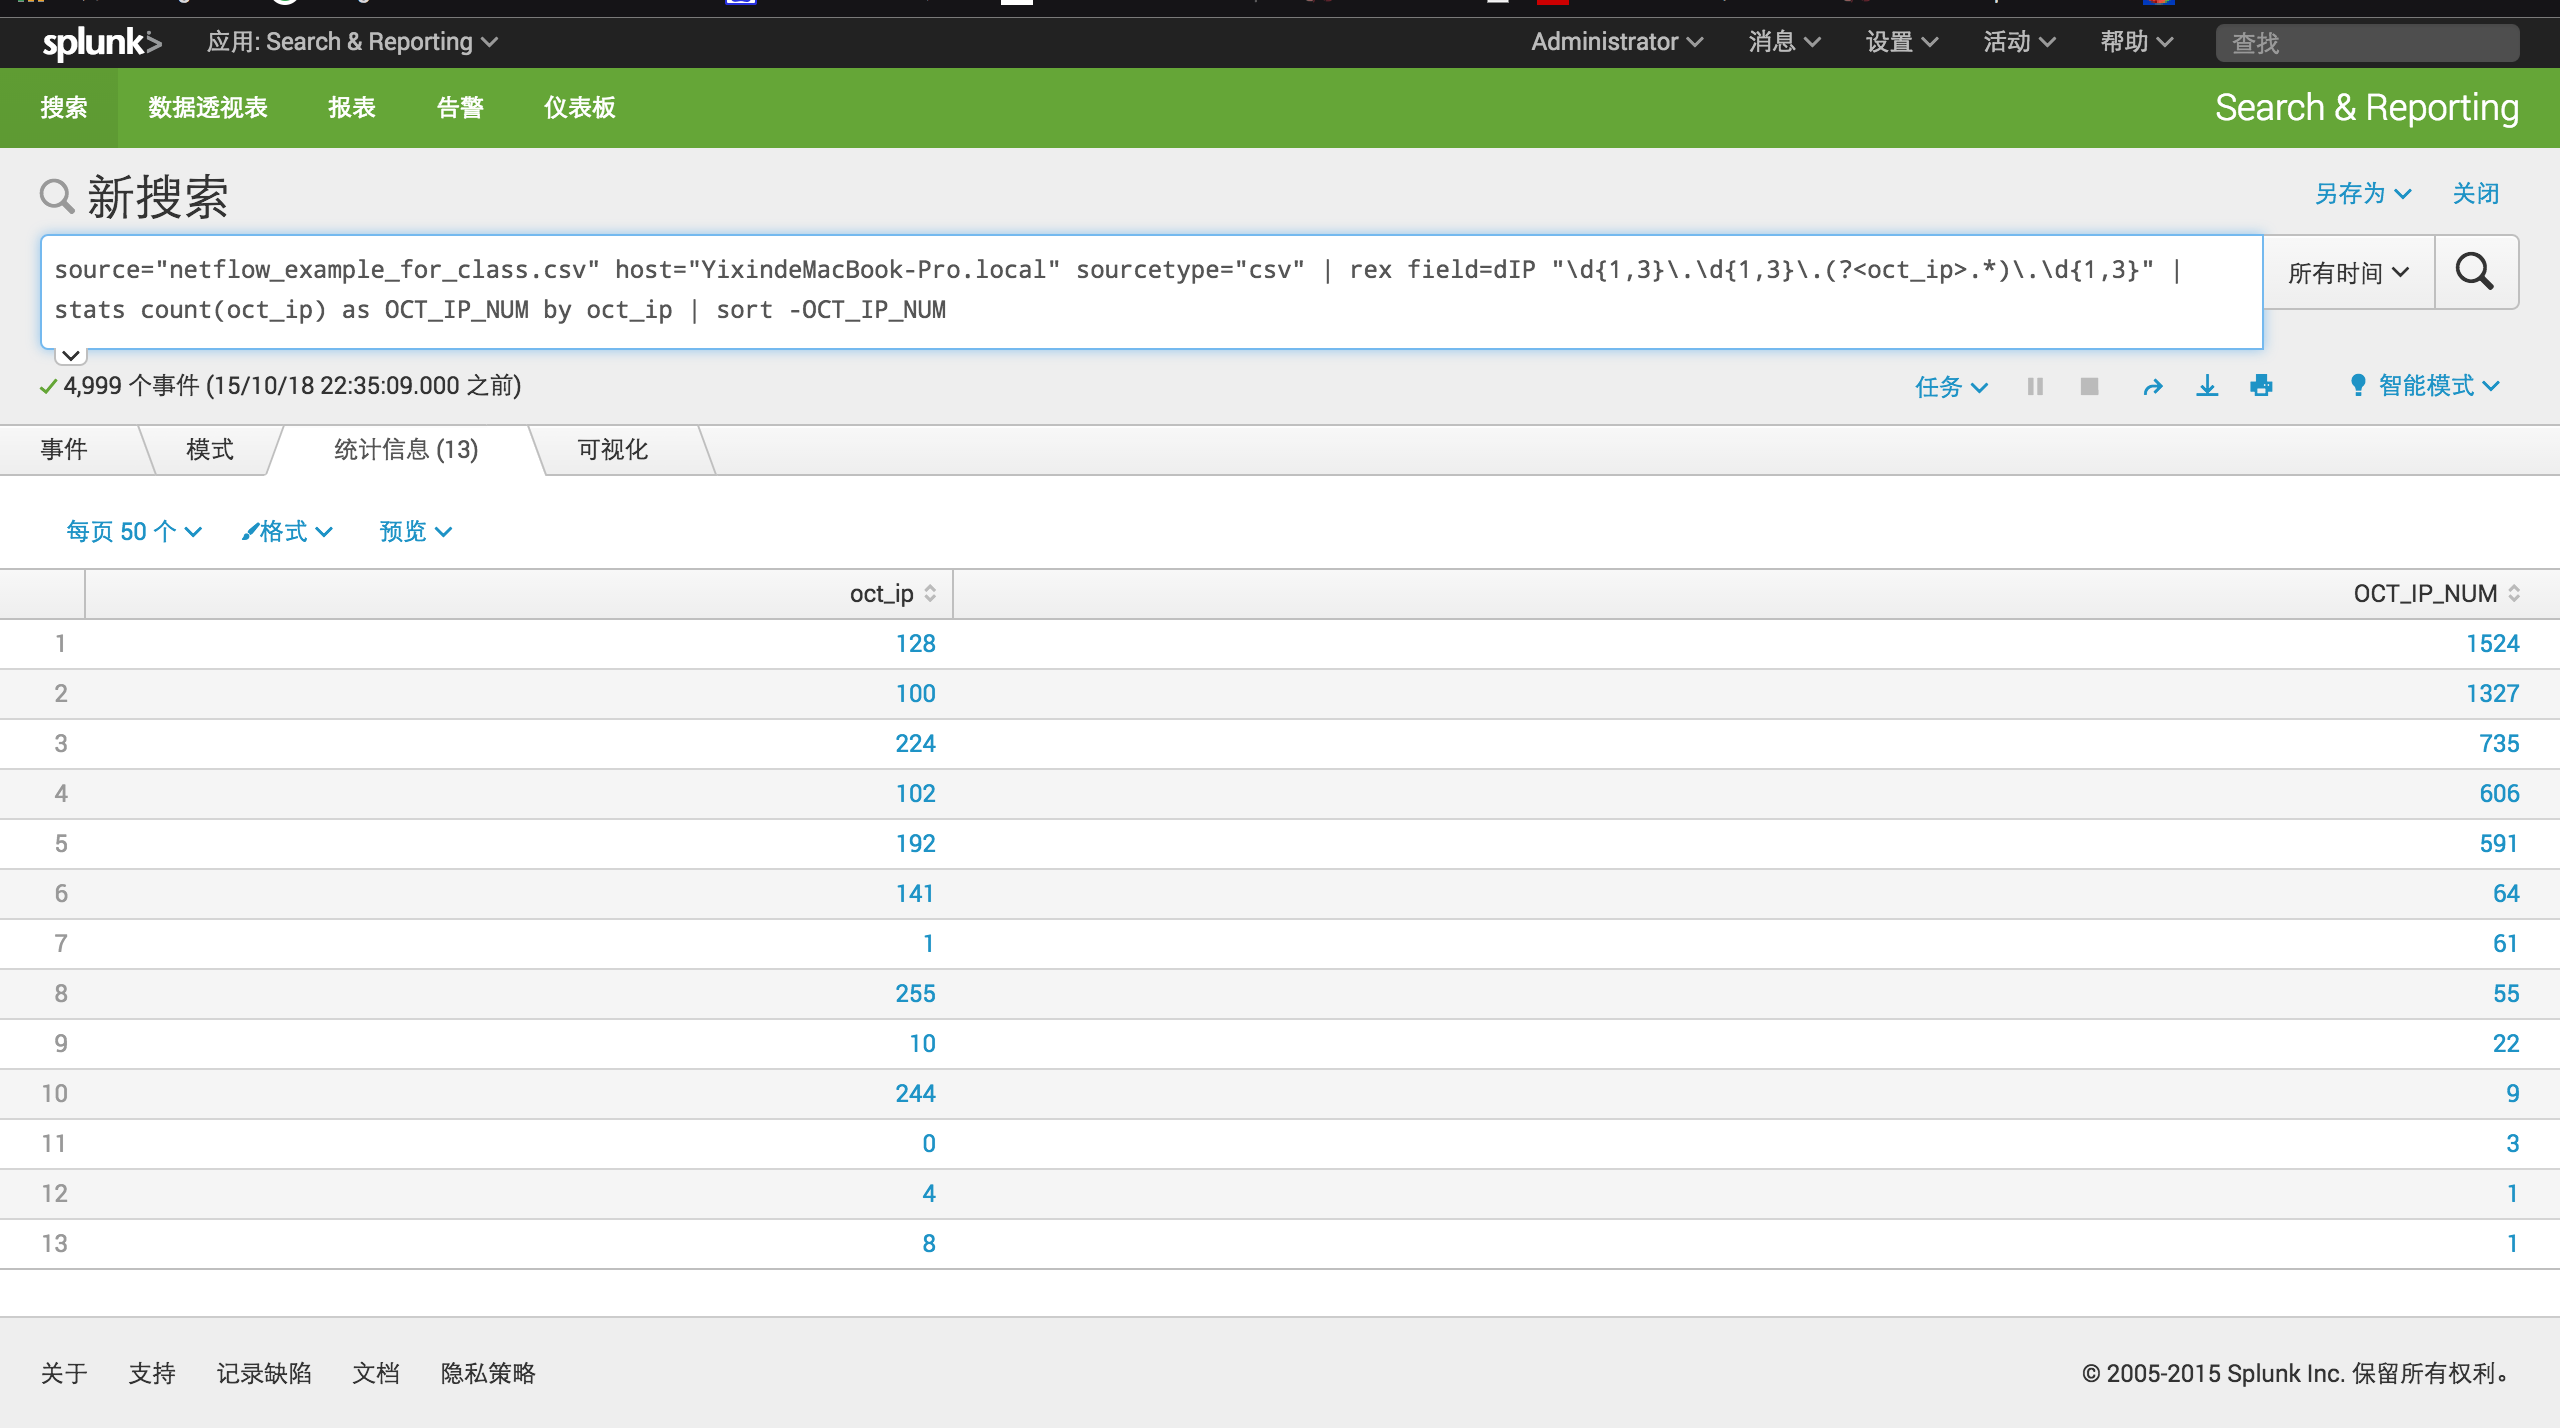 splunk> 应用: Search & Reporting Administrator 消息 设置 活动 帮助 查找
搜索 数据透视表 报表 告警 仪表板 Search & Reporting
新搜索 另存为 关闭
source="netflow_example_for_class.csv" host="YixindeMacBook-Pro.local" sourcetype="csv" | rex field=dIP "\d{1,3}\.\d{1,3}\.(?<oct_ip>.*)\.\d{1,3}" |
stats count(oct_ip) as OCT_IP_NUM by oct_ip | sort -OCT_IP_NUM
所有时间
4,999 个事件 (15/10/18 22:35:09.000 之前) 任务 智能模式
事件 模式 统计信息 (13) 可视化
每页 50 个 格式 预览
oct_ip OCT_IP_NUM
1 128 1524
2 100 1327
3 224 735
4 102 606
5 192 591
6 141 64
7 1 61
8 255 55
9 10 22
10 244 9
11 0 3
12 4 1
13 8 1
关于 支持 记录缺陷 文档 隐私策略 © 2005-2015 Splunk Inc. 保留所有权利。